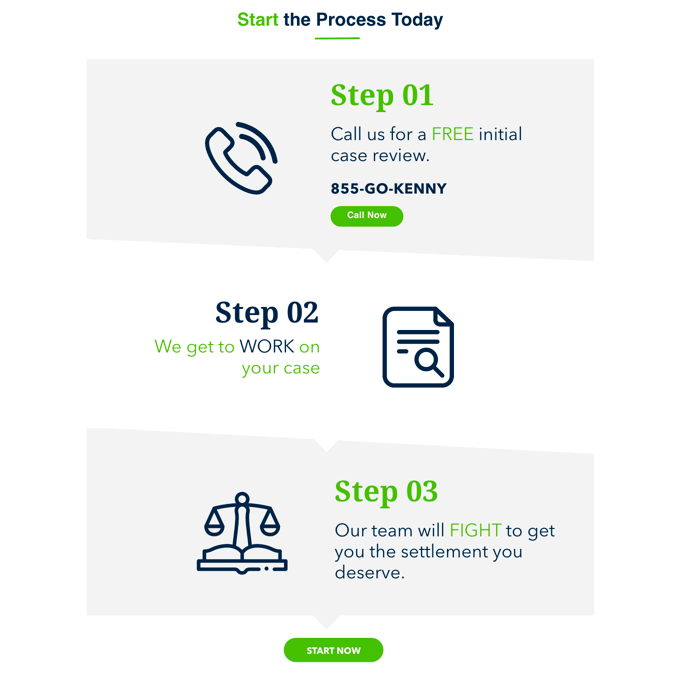 Start the Process Today
Step 01
Call us for a FREE initial
case review.
855-GO-KENNY
Call Now
Step 02
We get to WORK on
your case
Step 03
Our team will FIGHT to get
you the settlement you
deserve.
START NOW